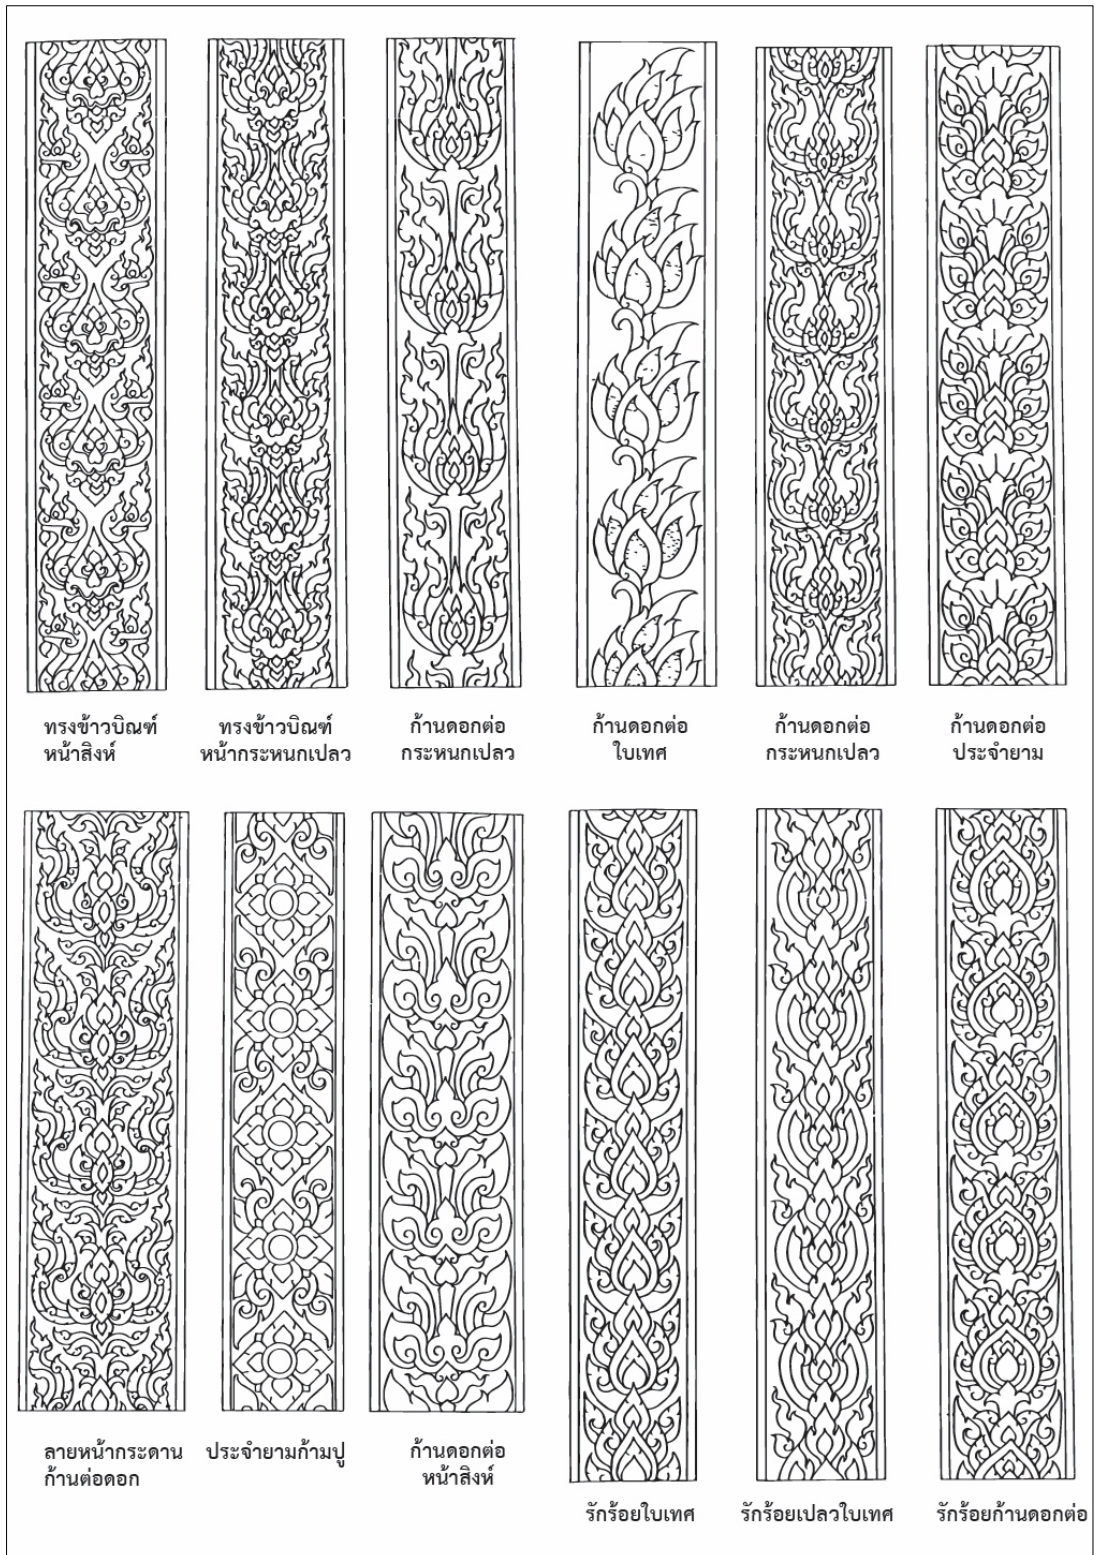 ทรงข้าวบิณฑ์
หน้าสิงห์
ทรงข้าวบิณฑ์
หน้ากระหนกเปลว
ก้านดอกต่อ
กระหนกเปลว
ก้านดอกต่อ
ใบเทศ
ก้านดอกต่อ
กระหนกเปลว
ก้านดอกต่อ
ประจำยาม
ลายหน้ากระดาน
ก้านต่อดอก
ประจำยามก้ามปู
ก้านดอกต่อ
หน้าสิงห์
รักร้อยใบเทศ
รักร้อยเปลวใบเทศ
รักร้อยก้านดอกต่อ